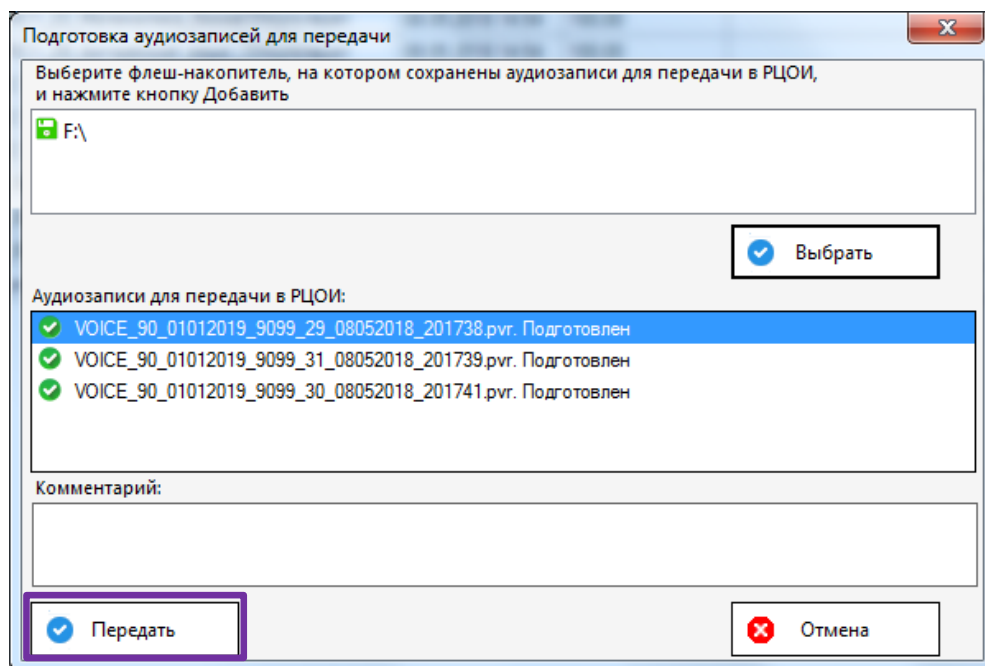 Подготовка аудиозаписей для передачи
Выберите флеш-накопитель, на котором сохранены аудиозаписи для передачи в РЦОИ,
и нажмите кнопку Добавить
F:\
Выбрать
Аудиозаписи для передачи в РЦОИ:
VOICE_90_01012019_9099_29_08052018_201738.pvr. Подготовлен
VOICE_90_01012019_9099_31_08052018_201739.pvr. Подготовлен
VOICE_90_01012019_9099_30_08052018_201741.pvr. Подготовлен
Комментарий:
Передать
Отмена